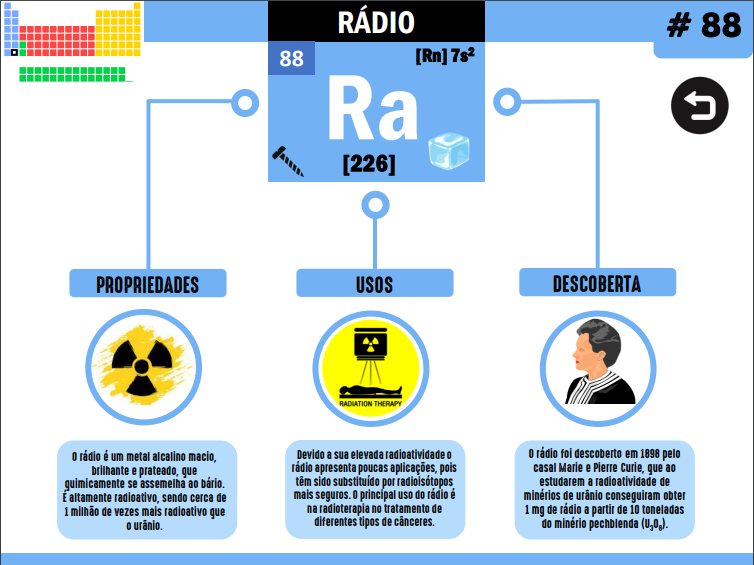 RÁDIO
# 88
88
[Rn] 7s²
Ra
[226]
PROPRIEDADES
USOS
DESCOBERTA
RADIATION THERAPY
O rádio é um metal alcalino macio,
brilhante e prateado, que
quimicamente se assemelha ao bário.
É altamente radioativo, sendo cerca de
1 milhão de vezes mais radioativo que
o urânio.
Devido a sua elevada radioatividade o
rádio apresenta poucas aplicações, pois
têm sido substituído por radioisótopos
mais seguros. O principal uso do rádio é
na radioterapia no tratamento de
diferentes tipos de cânceres.
O rádio foi descoberto em 1898 pelo
casal Marie e Pierre Curie, que ao
estudarem a radioatividade de
minérios de urânio conseguiram obter
1 mg de rádio a partir de 10 toneladas
do minério pechblenda (U₃O₈).